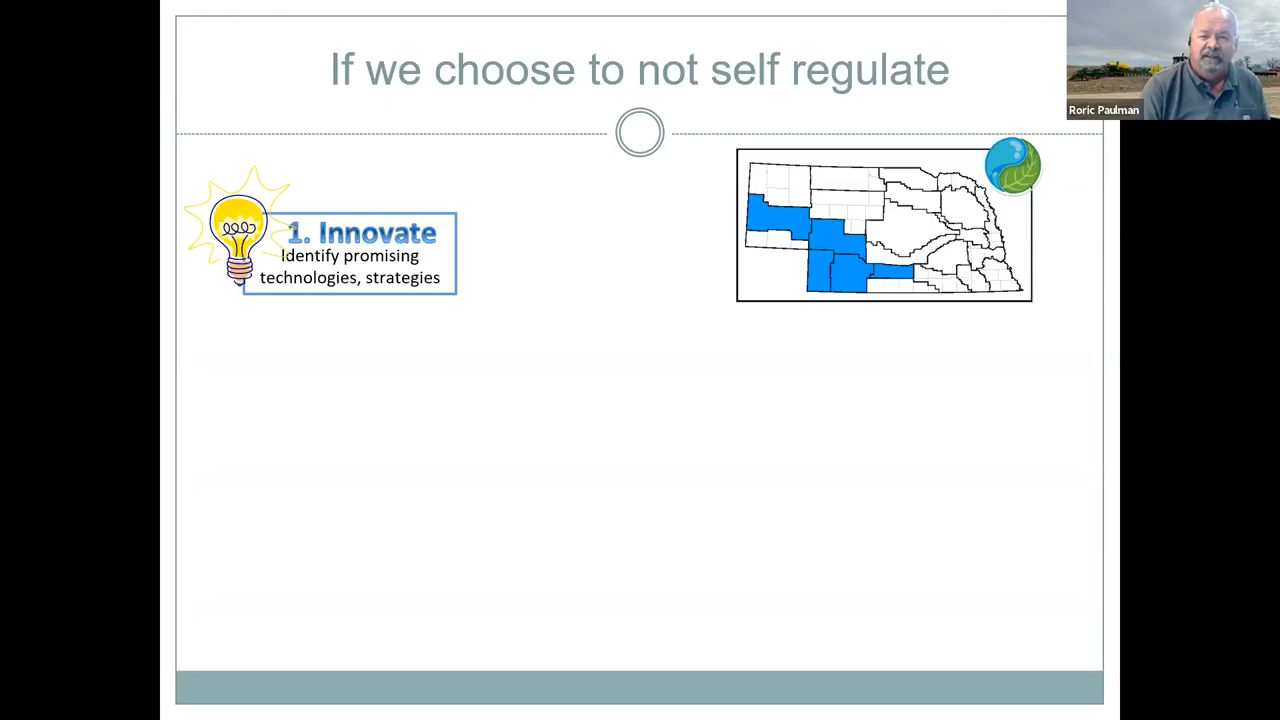 If we choose to not self regulate
Roric Paulman
1. Innovate
Identify promising
technologies, strategies